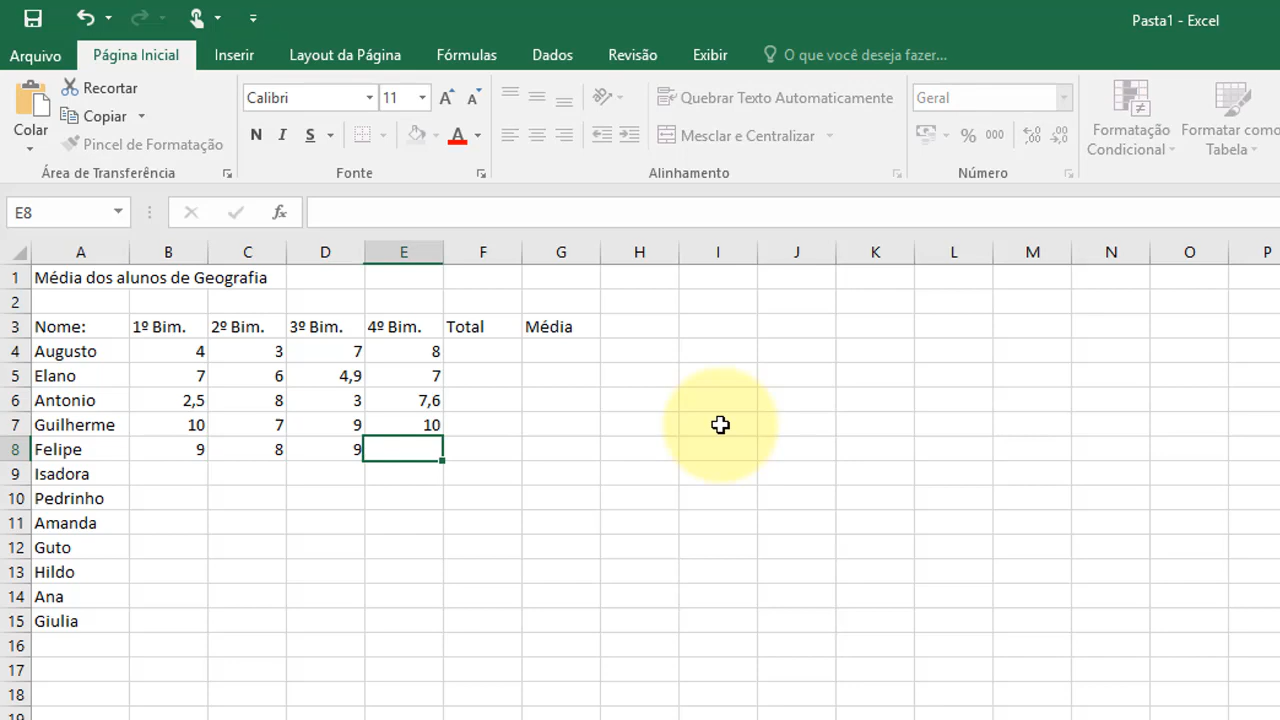 Pasta1 - Excel
Arquivo Página Inicial Inserir Layout da Página Fórmulas Dados Revisão Exibir O que você deseja fazer...
Colar
Recortar
Copiar
Pincel de Formatação
Área de Transferência
Calibri 11
N I S A
Fonte
Quebrar Texto Automaticamente
Mesclar e Centralizar
Alinhamento
Geral
% 000
Número
Formatação Condicional
Formatar como Tabela
E8 fx
A B C D E F G H I J K L M N O P
1 Média dos alunos de Geografia
2
3 Nome: 1º Bim. 2º Bim. 3º Bim. 4º Bim. Total Média
4 Augusto 4 3 7 8
5 Elano 7 6 4,9 7
6 Antonio 2,5 8 3 7,6
7 Guilherme 10 7 9 10
8 Felipe 9 8 9
9 Isadora
10 Pedrinho
11 Amanda
12 Guto
13 Hildo
14 Ana
15 Giulia
16
17
18
19